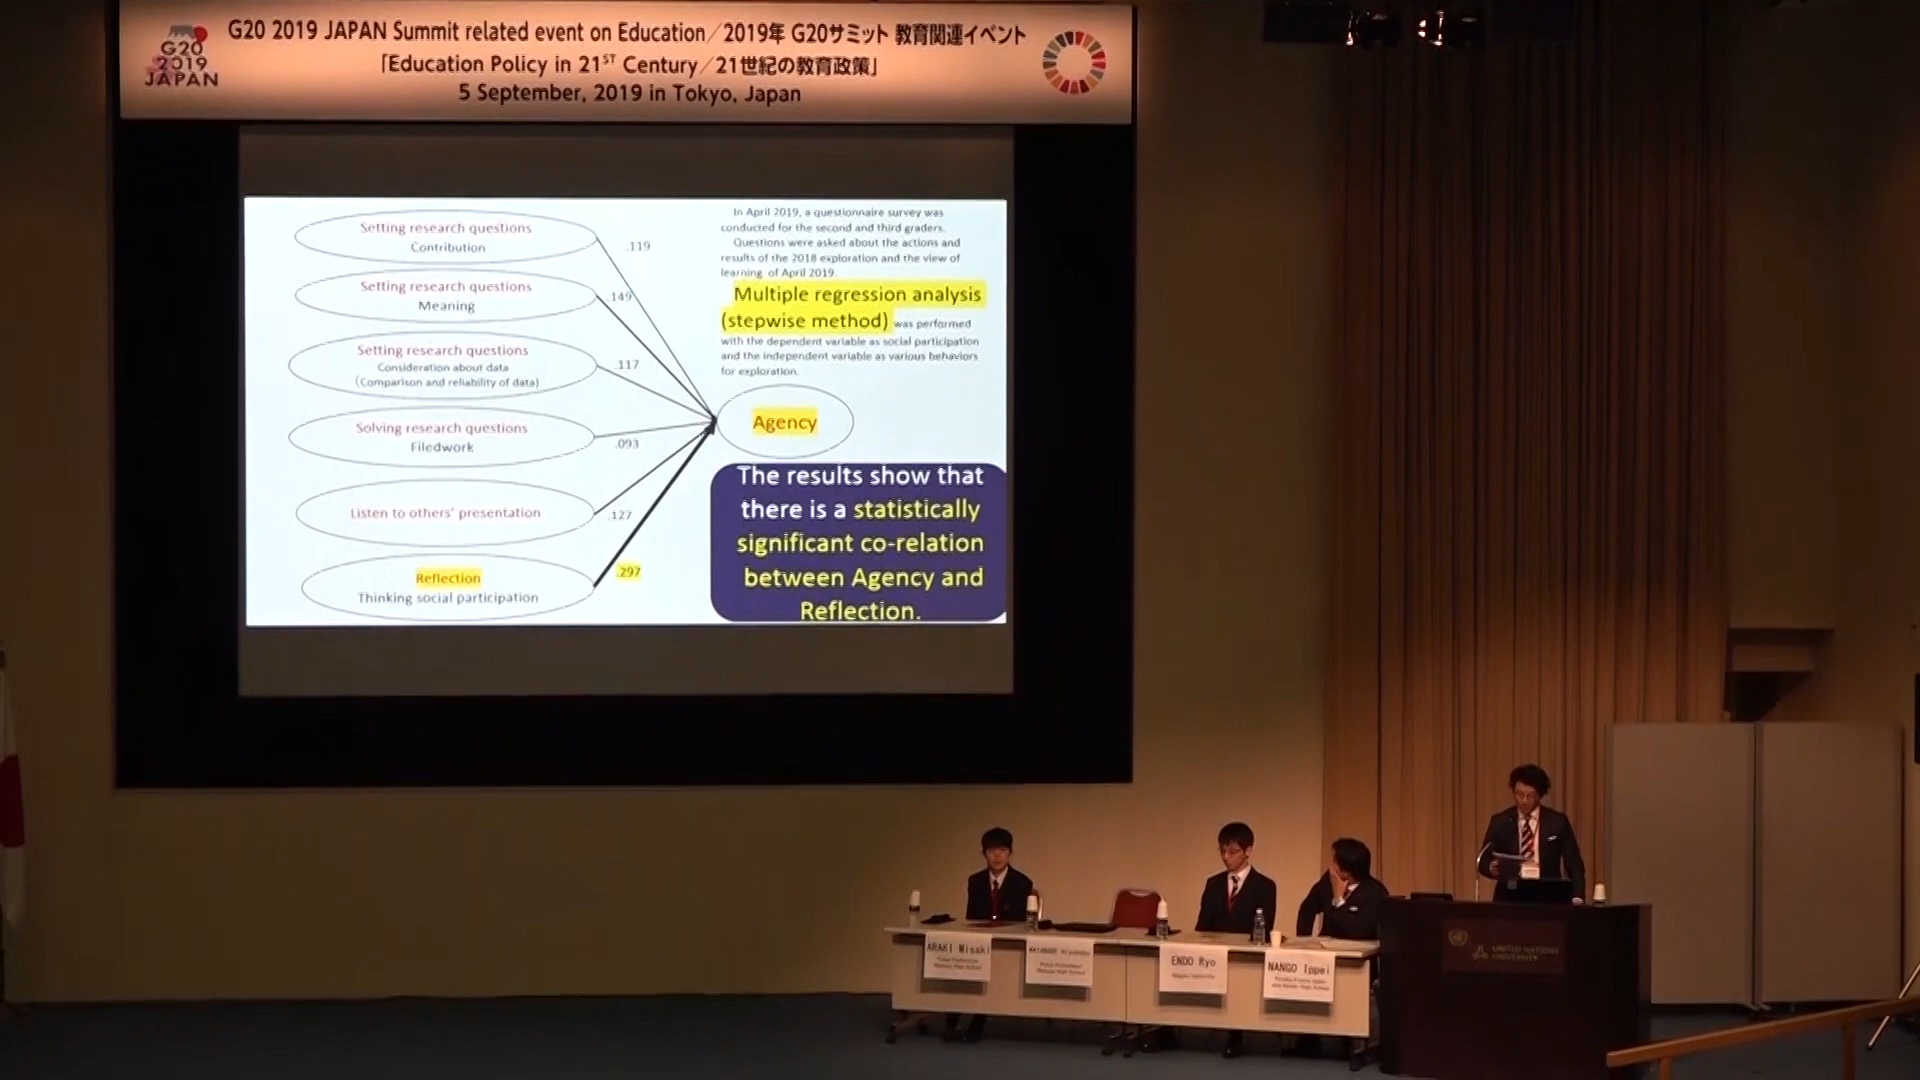 G20 2019 JAPAN Summit related event on Education／2019年 G20サミット 教育関連イベント
「Education Policy in 21ST Century／21世紀の教育政策」
5 September, 2019 in Tokyo, Japan
G20
2019
JAPAN
Setting research questions
Contribution
.119
Setting research questions
Meaning
.149
Setting research questions
Consideration about data
(Comparison and reliability of data)
.117
Solving research questions
Filedwork
.093
Listen to others' presentation
.127
Reflection
Thinking social participation
.297
In April 2019, a questionnaire survey was
conducted for the second and third graders.
Questions were asked about the actions and
results of the 2018 exploration and the view of
learning of April 2019.
Multiple regression analysis
(stepwise method) was performed
with the dependent variable as social participation
and the independent variable as various behaviors
for exploration.
Agency
The results show that
there is a statistically
significant co-relation
between Agency and
Reflection.
ARAKI Misaki
ENDO Ryo
NANGO Ippei
UNITED NATIONS
UNIVERSITY